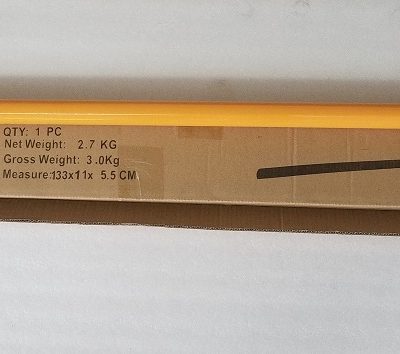 QTY: 1 PC
Net Weight: 2.7 KG
Gross Weight: 3.0Kg
Measure:133x11x 5.5 CM